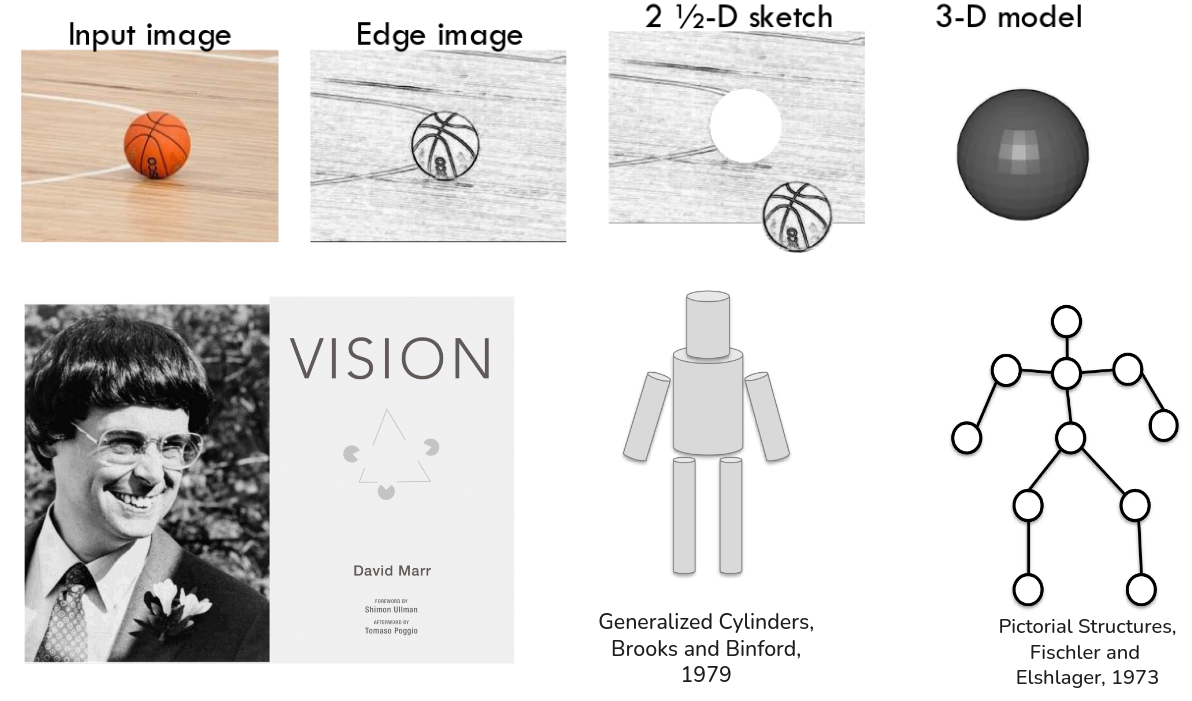 Input image
Edge image
2 ½-D sketch
3-D model
VISION
David Marr
FOREWORD BY
Shimon Ullman
AFTERWORD BY
Tomaso Poggio
Generalized Cylinders,
Brooks and Binford,
1979
Pictorial Structures,
Fischler and
Elshlager, 1973